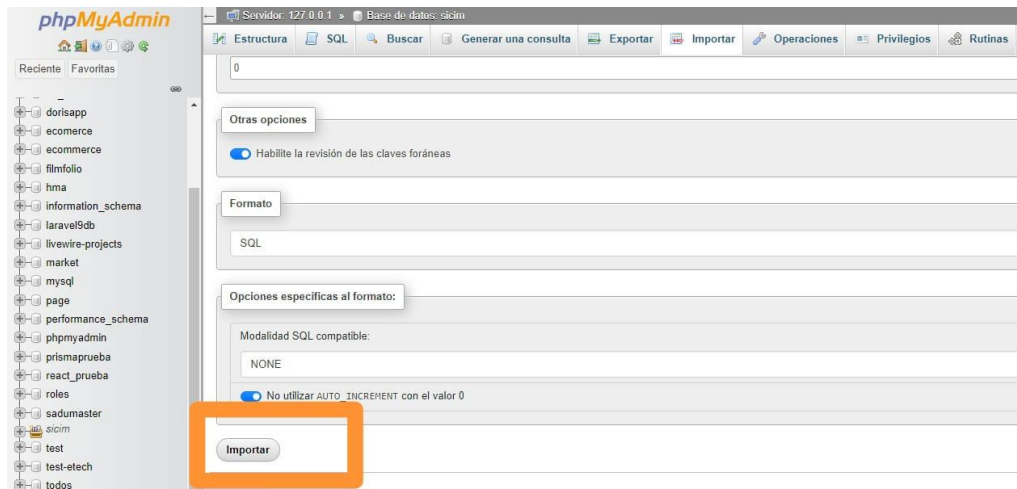 phpMyAdmin
Reciente Favoritas
dorisapp
ecomerce
ecommerce
filmfolio
hma
information_schema
laravel9db
livewire-projects
market
mysql
page
performance_schema
phpmyadmin
prismaprueba
react_prueba
roles
sadumaster
sicim
test
test-etech
todos
Servidor: 127.0.0.1 » Base de datos: sicim
Estructura SQL Buscar Generar una consulta Exportar Importar Operaciones Privilegios Rutinas
0
Otras opciones
Habilite la revisión de las claves foráneas
Formato
SQL
Opciones específicas al formato:
Modalidad SQL compatible:
NONE
No utilizar AUTO_INCREMENT con el valor 0
Importar